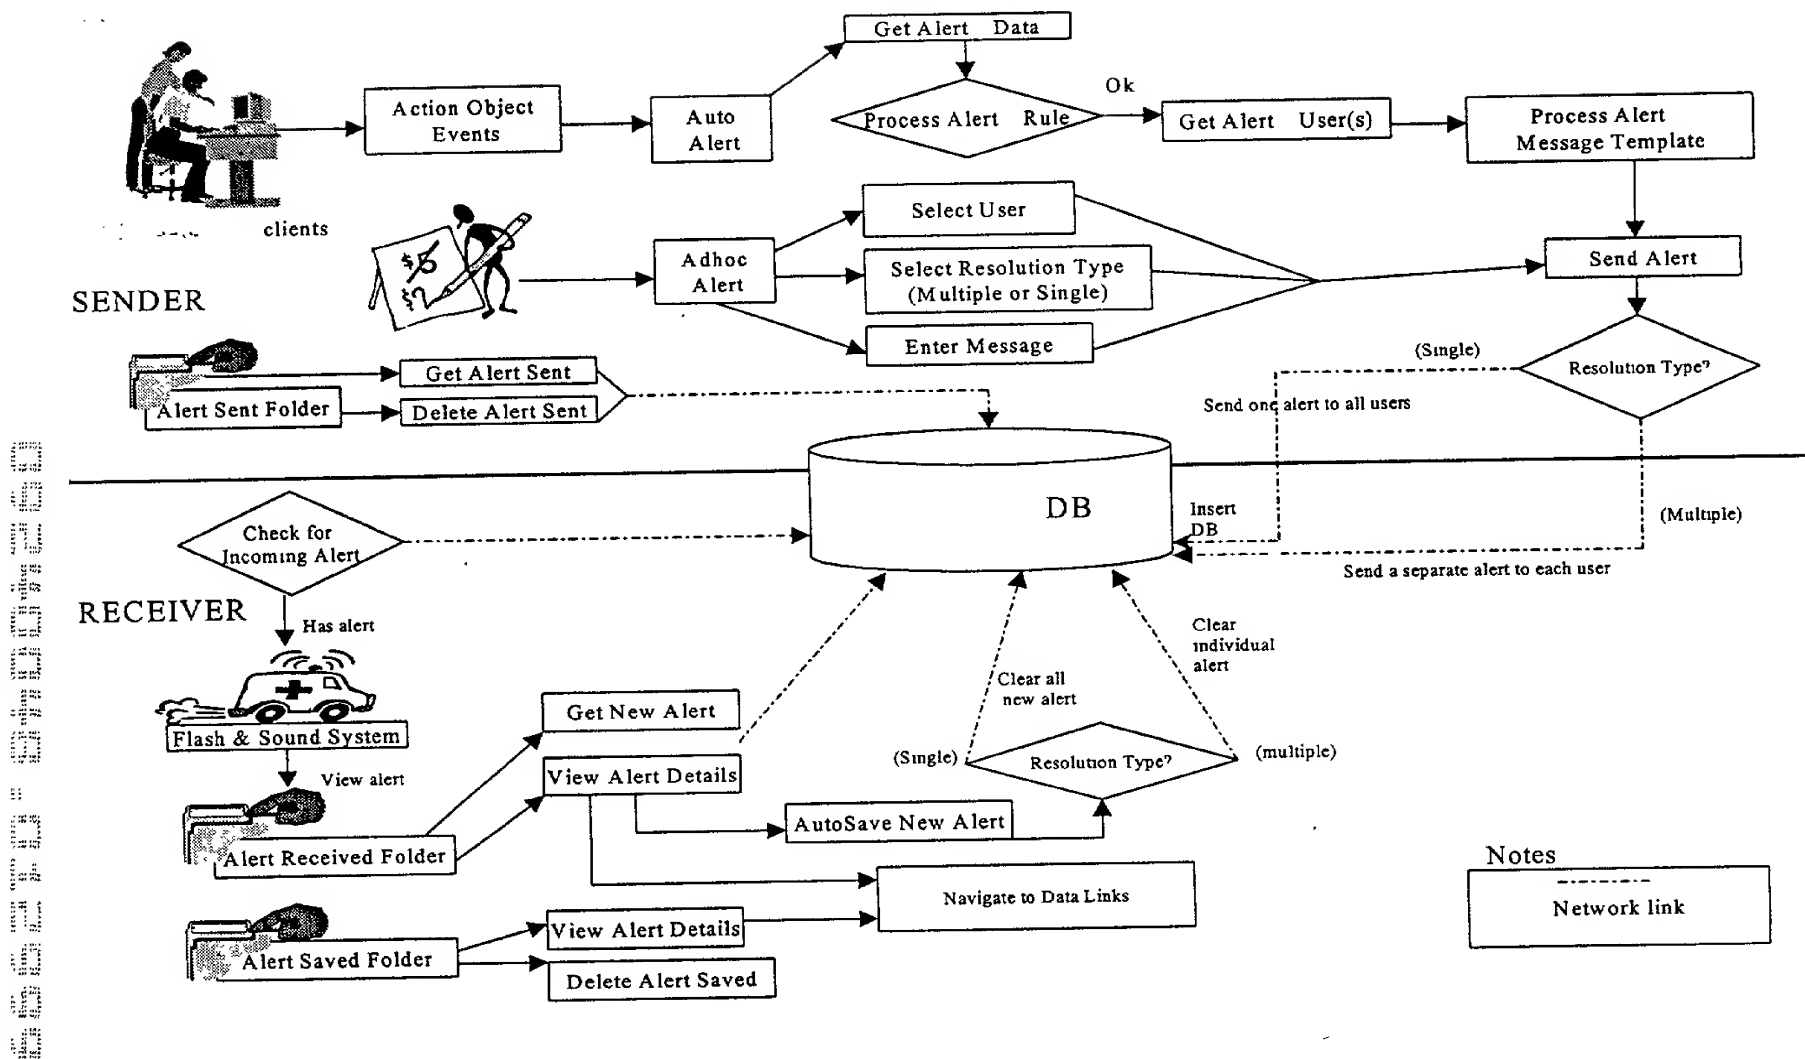 Get Alert Data
Action Object
Events
Auto
Alert
Process Alert Rule
Ok
Get Alert User(s)
Process Alert
Message Template
clients
$5
$2
Adhoc
Alert
Select User
Select Resolution Type
(Multiple or Single)
Enter Message
Send Alert
SENDER
Get Alert Sent
Alert Sent Folder
Delete Alert Sent
(Single)
Resolution Type?
Send one alert to all users
DB
Insert
DB
(Multiple)
Send a separate alert to each user
Check for
Incoming Alert
RECEIVER
Has alert
Flash & Sound System
View alert
Get New Alert
View Alert Details
Alert Received Folder
AutoSave New Alert
Clear all
new alert
Clear
individual
alert
(Single)
Resolution Type?
(multiple)
Navigate to Data Links
View Alert Details
Alert Saved Folder
Delete Alert Saved
Notes
Network link